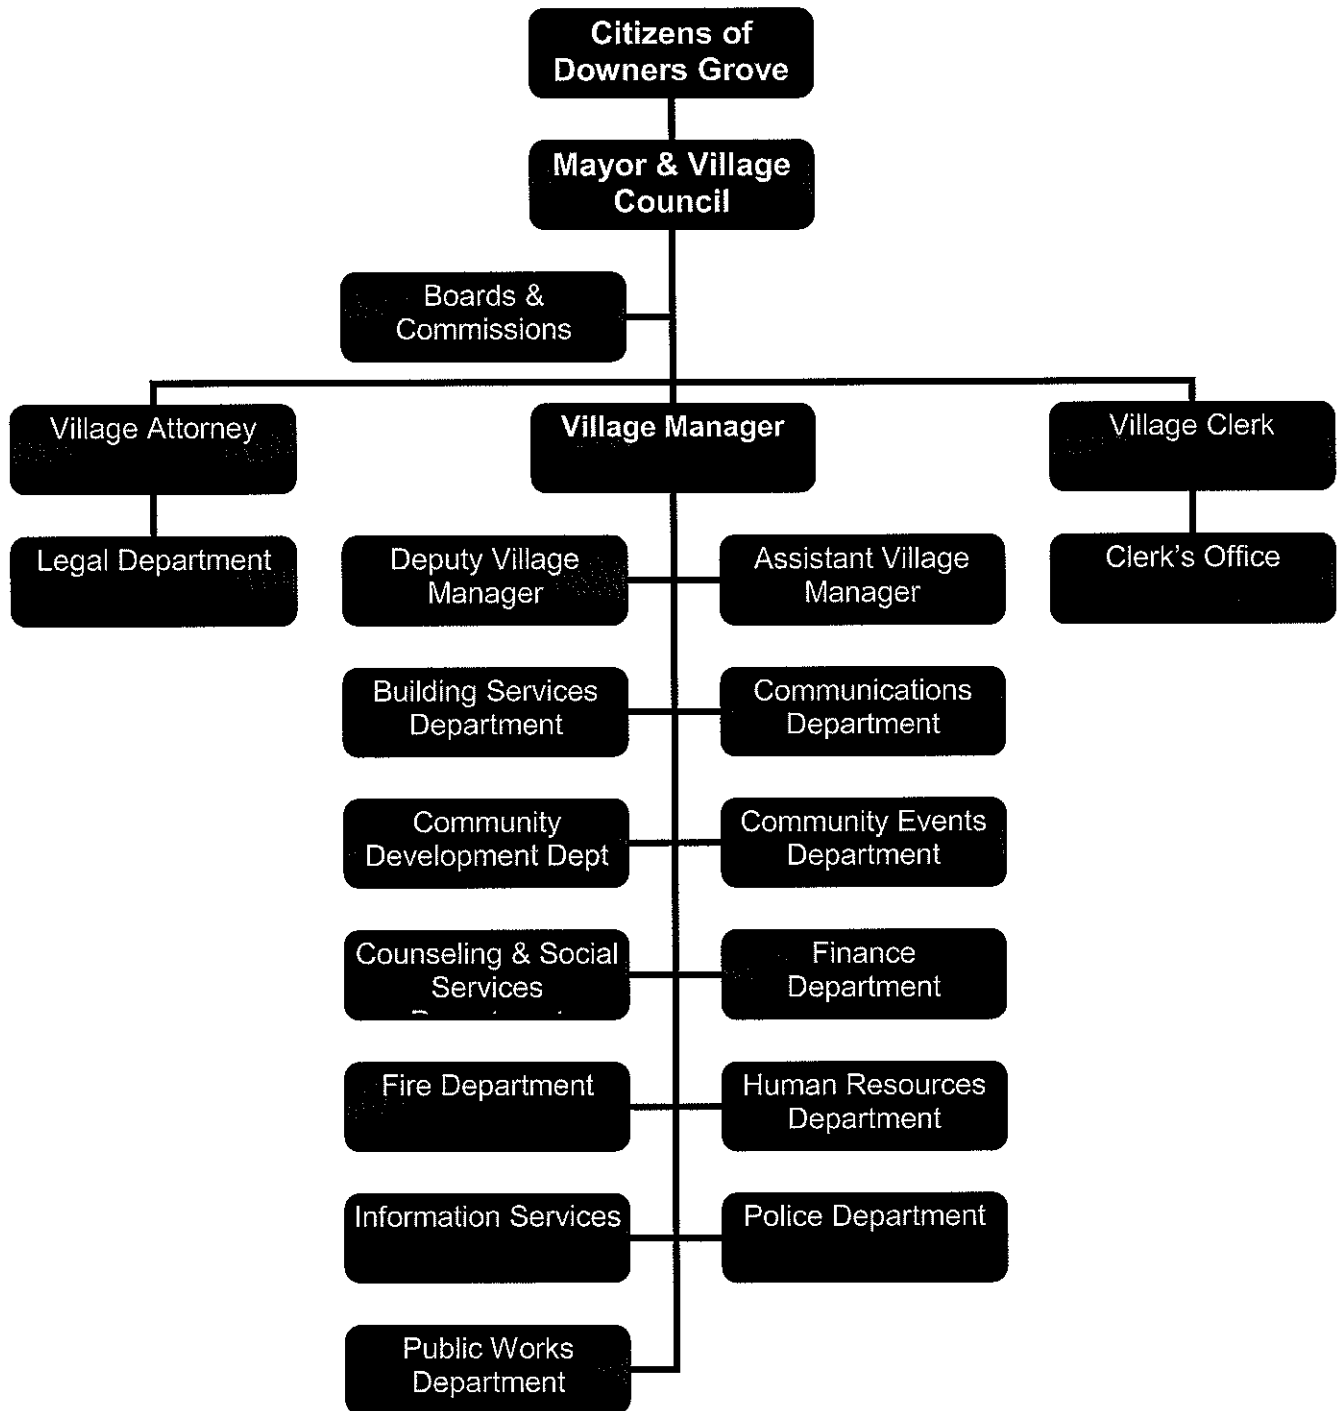 Citizens of
Downers Grove
Mayor & Village
Council
Boards &
Commissions
Village Attorney
Village Manager
Village Clerk
Legal Department
Deputy Village
Manager
Assistant Village
Manager
Clerk's Office
Building Services
Department
Communications
Department
Community
Development Dept
Community Events
Department
Counseling & Social
Services
Finance
Department
Fire Department
Human Resources
Department
Information Services
Police Department
Public Works
Department